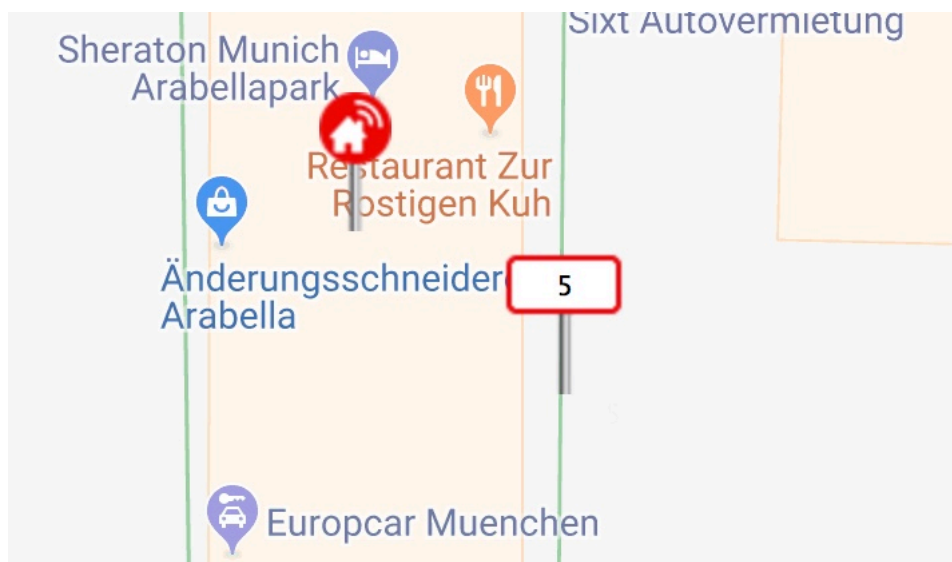 Sixt Autovermietung
Sheraton Munich
Arabellapark
Restaurant Zur
Rostigen Kuh
Änderungsschneider
Arabella
5
Europcar Muenchen